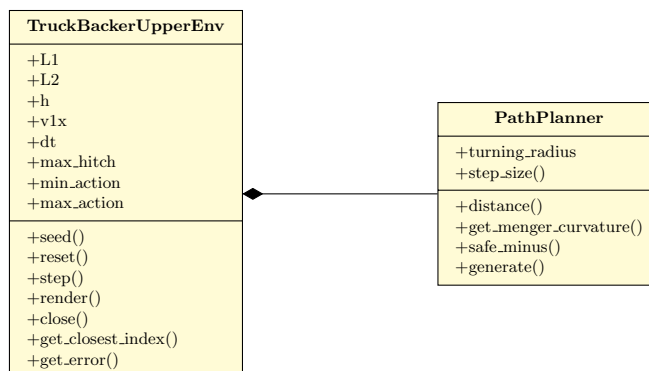 TruckBackerUpperEnv
+L1
+L2
+h
+v1x
+dt
+max_hitch
+min_action
+max_action
+seed()
+reset()
+step()
+render()
+close()
+get_closest_index()
+get_error()
PathPlanner
+turning_radius
+step_size()
+distance()
+get_menger_curvature()
+safe_minus()
+generate()